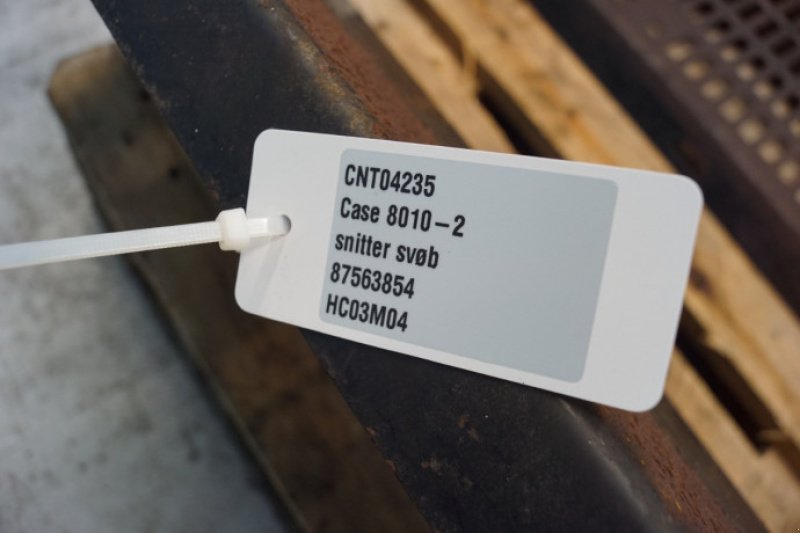 CNT04235
Case 8010-2
snitter svøb
87563854
HC03M04